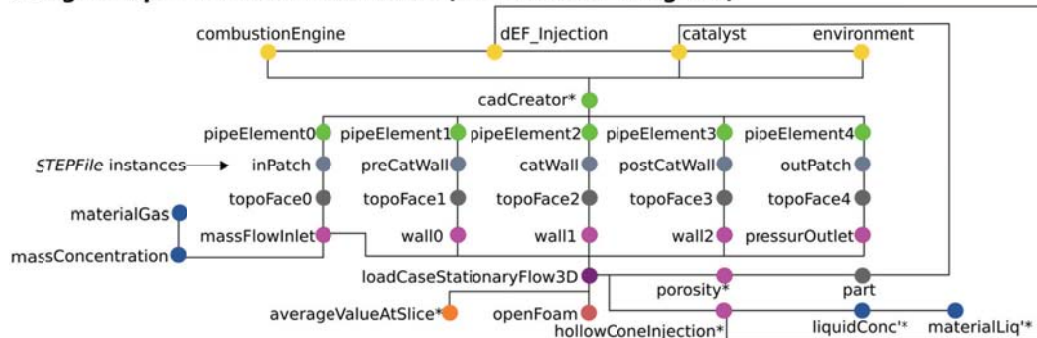 combustionEngine dEF_Injection catalyst environment
cadCreator*
pipeElement0 pipeElement1 pipeElement2 pipeElement3 pipeElement4
STEPFile instances inPatch preCatWall catWall postCatWall outPatch
topoFace0 topoFace1 topoFace2 topoFace3 topoFace4
materialGas
massFlowInlet wall0 wall1 wall2 pressurOutlet
massConcentration
loadCaseStationaryFlow3D porosity* part
averageValueAtSlice* openFoam hollowConeInjection* liquidConc'* materialLiq'*